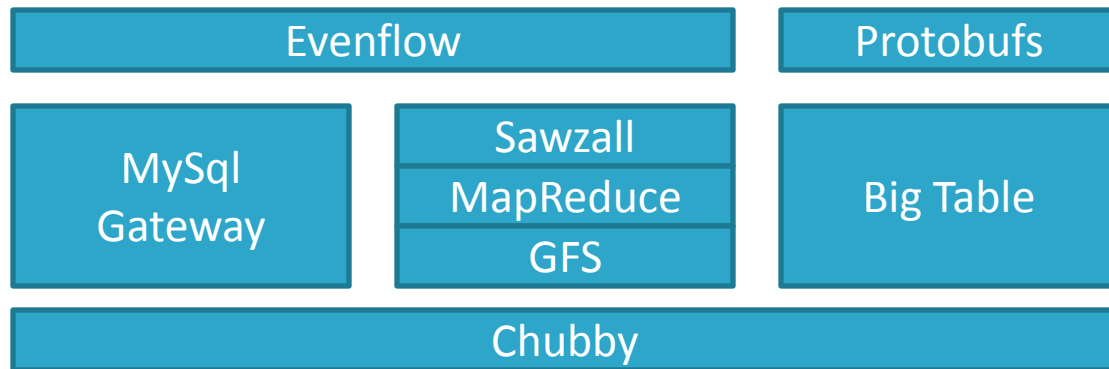 Evenflow
Protobufs
MySql
Gateway
Sawzall
MapReduce
GFS
Big Table
Chubby